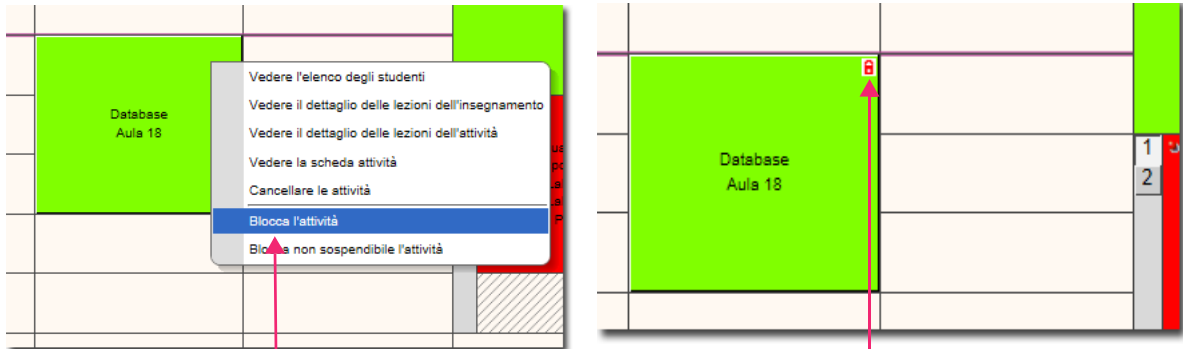 Database
Aula 18
Vedere l'elenco degli studenti
Vedere il dettaglio delle lezioni dell'insegnamento
Vedere il dettaglio delle lezioni dell'attività
Vedere la scheda attività
Cancellare le attività
Blocca l'attività
Blocca non sospendibile l'attività
Database
Aula 18
1
2